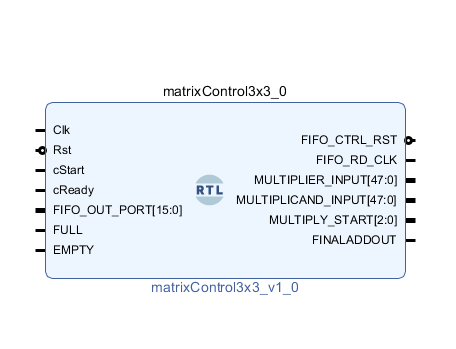 matrixControl3x3_0
Clk
Rst
cStart
cReady
FIFO_OUT_PORT[15:0]
FULL
EMPTY
RTL
FIFO_CTRL_RST
FIFO_RD_CLK
MULTIPLIER_INPUT[47:0]
MULTIPLICAND_INPUT[47:0]
MULTIPLY_START[2:0]
FINALADDOUT
matrixControl3x3_v1_0